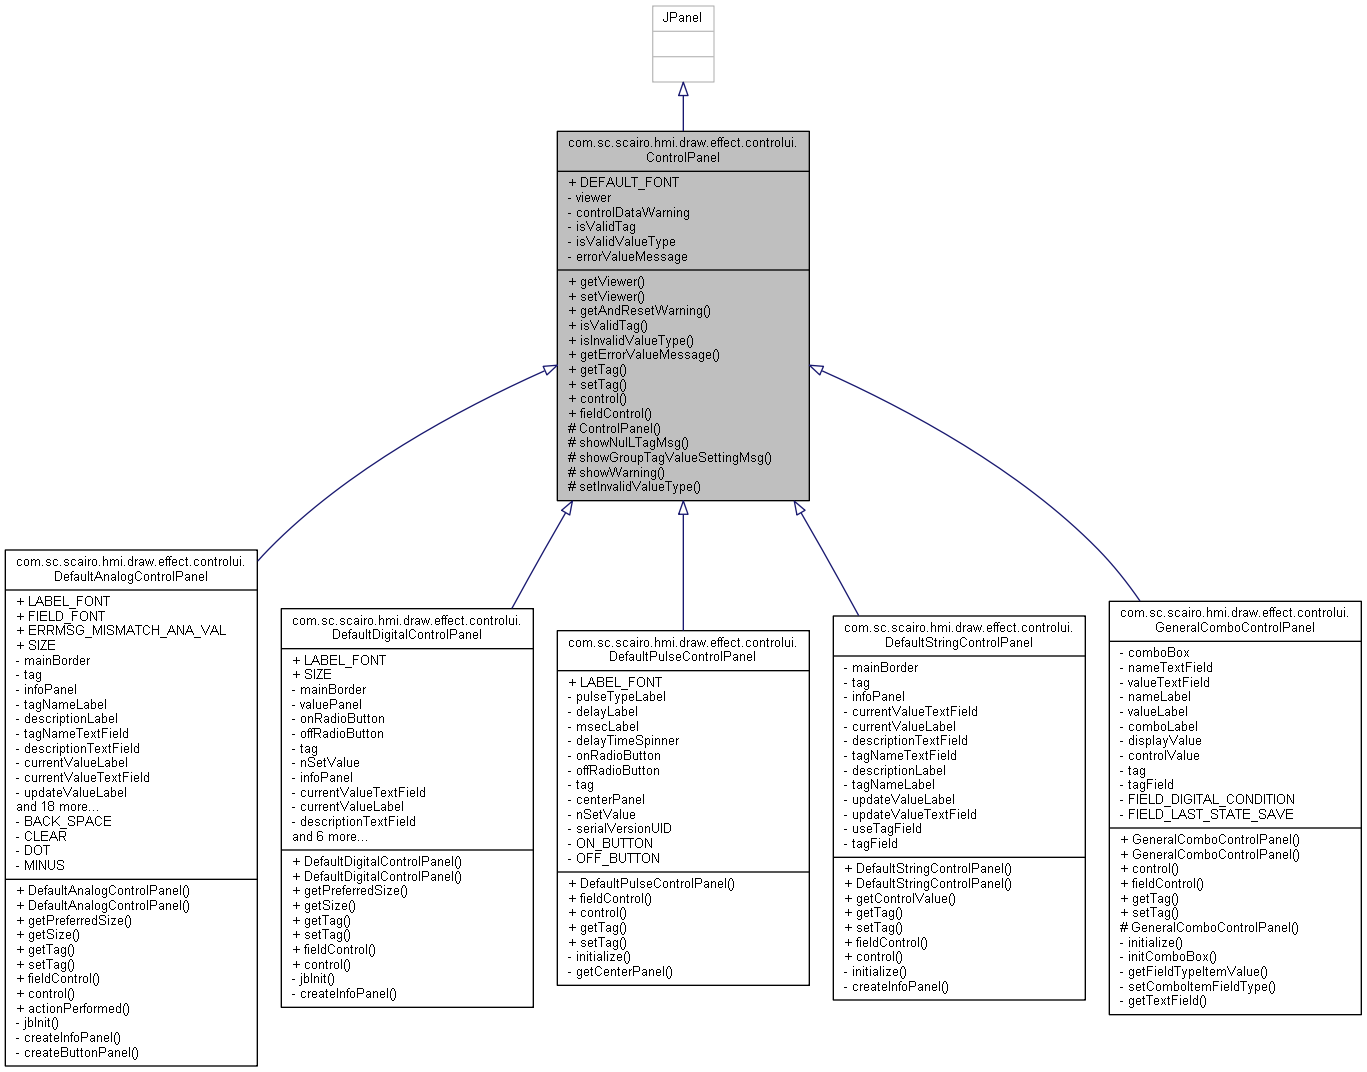 JPanel
com.sc.scairo.hmi.draw.effect.controlui.
ControlPanel
+ DEFAULT_FONT
- viewer
- controlDataWarning
- isValidTag
- isValidValueType
- errorValueMessage
+ getViewer()
+ setViewer()
+ getAndResetWarning()
+ isValidTag()
+ isInvalidValueType()
+ getErrorValueMessage()
+ getTag()
+ setTag()
+ control()
+ fieldControl()
# ControlPanel()
# showNulLTagMsg()
# showGroupTagValueSettingMsg()
# showWarning()
# setInvalidValueType()
com.sc.scairo.hmi.draw.effect.controlui.
DefaultAnalogControlPanel
+ LABEL_FONT
+ FIELD_FONT
+ ERRMSG_MISMATCH_ANA_VAL
+ SIZE
- mainBorder
- tag
- infoPanel
- tagNameLabel
- descriptionLabel
- tagNameTextField
- descriptionTextField
- currentValueLabel
- currentValueTextField
- updateValueLabel
and 18 more...
- BACK_SPACE
- CLEAR
- DOT
- MINUS
+ DefaultAnalogControlPanel()
+ DefaultAnalogControlPanel()
+ getPreferredSize()
+ getSize()
+ getTag()
+ setTag()
+ fieldControl()
+ control()
+ actionPerformed()
- jbInit()
- createInfoPanel()
- createButtonPanel()
com.sc.scairo.hmi.draw.effect.controlui.
DefaultDigitalControlPanel
+ LABEL_FONT
+ SIZE
- mainBorder
- valuePanel
- onRadioButton
- offRadioButton
- tag
- nSetValue
- infoPanel
- currentValueTextField
- currentValueLabel
- descriptionTextField
and 6 more...
+ DefaultDigitalControlPanel()
+ DefaultDigitalControlPanel()
+ getPreferredSize()
+ getSize()
+ getTag()
+ setTag()
+ fieldControl()
+ control()
- jbInit()
- createInfoPanel()
com.sc.scairo.hmi.draw.effect.controlui.
DefaultPulseControlPanel
+ LABEL_FONT
- pulseTypeLabel
- delayLabel
- msecLabel
- delayTimeSpinner
- onRadioButton
- offRadioButton
- tag
- centerPanel
- nSetValue
- serialVersionUID
- ON_BUTTON
- OFF_BUTTON
+ DefaultPulseControlPanel()
+ fieldControl()
+ control()
+ getTag()
+ setTag()
- initialize()
- getCenterPanel()
com.sc.scairo.hmi.draw.effect.controlui.
DefaultStringControlPanel
- mainBorder
- tag
- infoPanel
- currentValueTextField
- currentValueLabel
- descriptionTextField
- tagNameTextField
- descriptionLabel
- tagNameLabel
- updateValueLabel
- updateValueTextField
- useTagField
- tagField
+ DefaultStringControlPanel()
+ DefaultStringControlPanel()
+ getControlValue()
+ getTag()
+ setTag()
+ fieldControl()
+ control()
- initialize()
- createInfoPanel()
com.sc.scairo.hmi.draw.effect.controlui.
GeneralComboControlPanel
- comboBox
- nameTextField
- valueTextField
- nameLabel
- valueLabel
- comboLabel
- displayValue
- controlValue
- tag
- tagField
- FIELD_DIGITAL_CONDITION
- FIELD_LAST_STATE_SAVE
+ GeneralComboControlPanel()
+ GeneralComboControlPanel()
+ control()
+ fieldControl()
+ getTag()
+ setTag()
# GeneralComboControlPanel()
- initialize()
- initComboBox()
- getFieldTypeItemValue()
- setComboItemFieldType()
- getTextField()